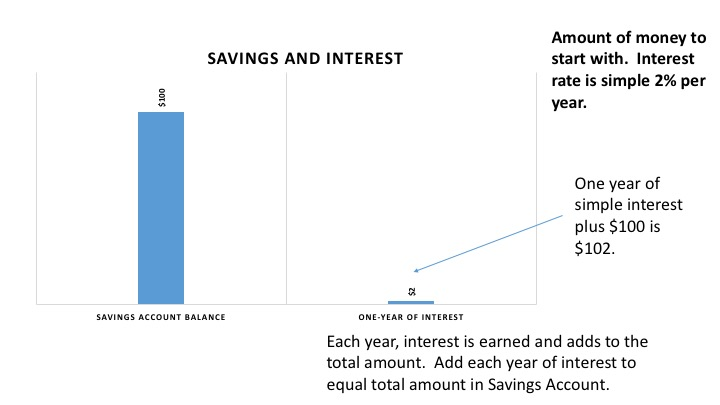 Amount of money to
start with.  Interest
rate is simple 2% per
year.
SAVINGS AND INTEREST
$100
One year of
simple interest
plus $100 is
$102.
$2
SAVINGS ACCOUNT BALANCE
ONE-YEAR OF INTEREST
Each year, interest is earned and adds to the
total amount.  Add each year of interest to
equal total amount in Savings Account.